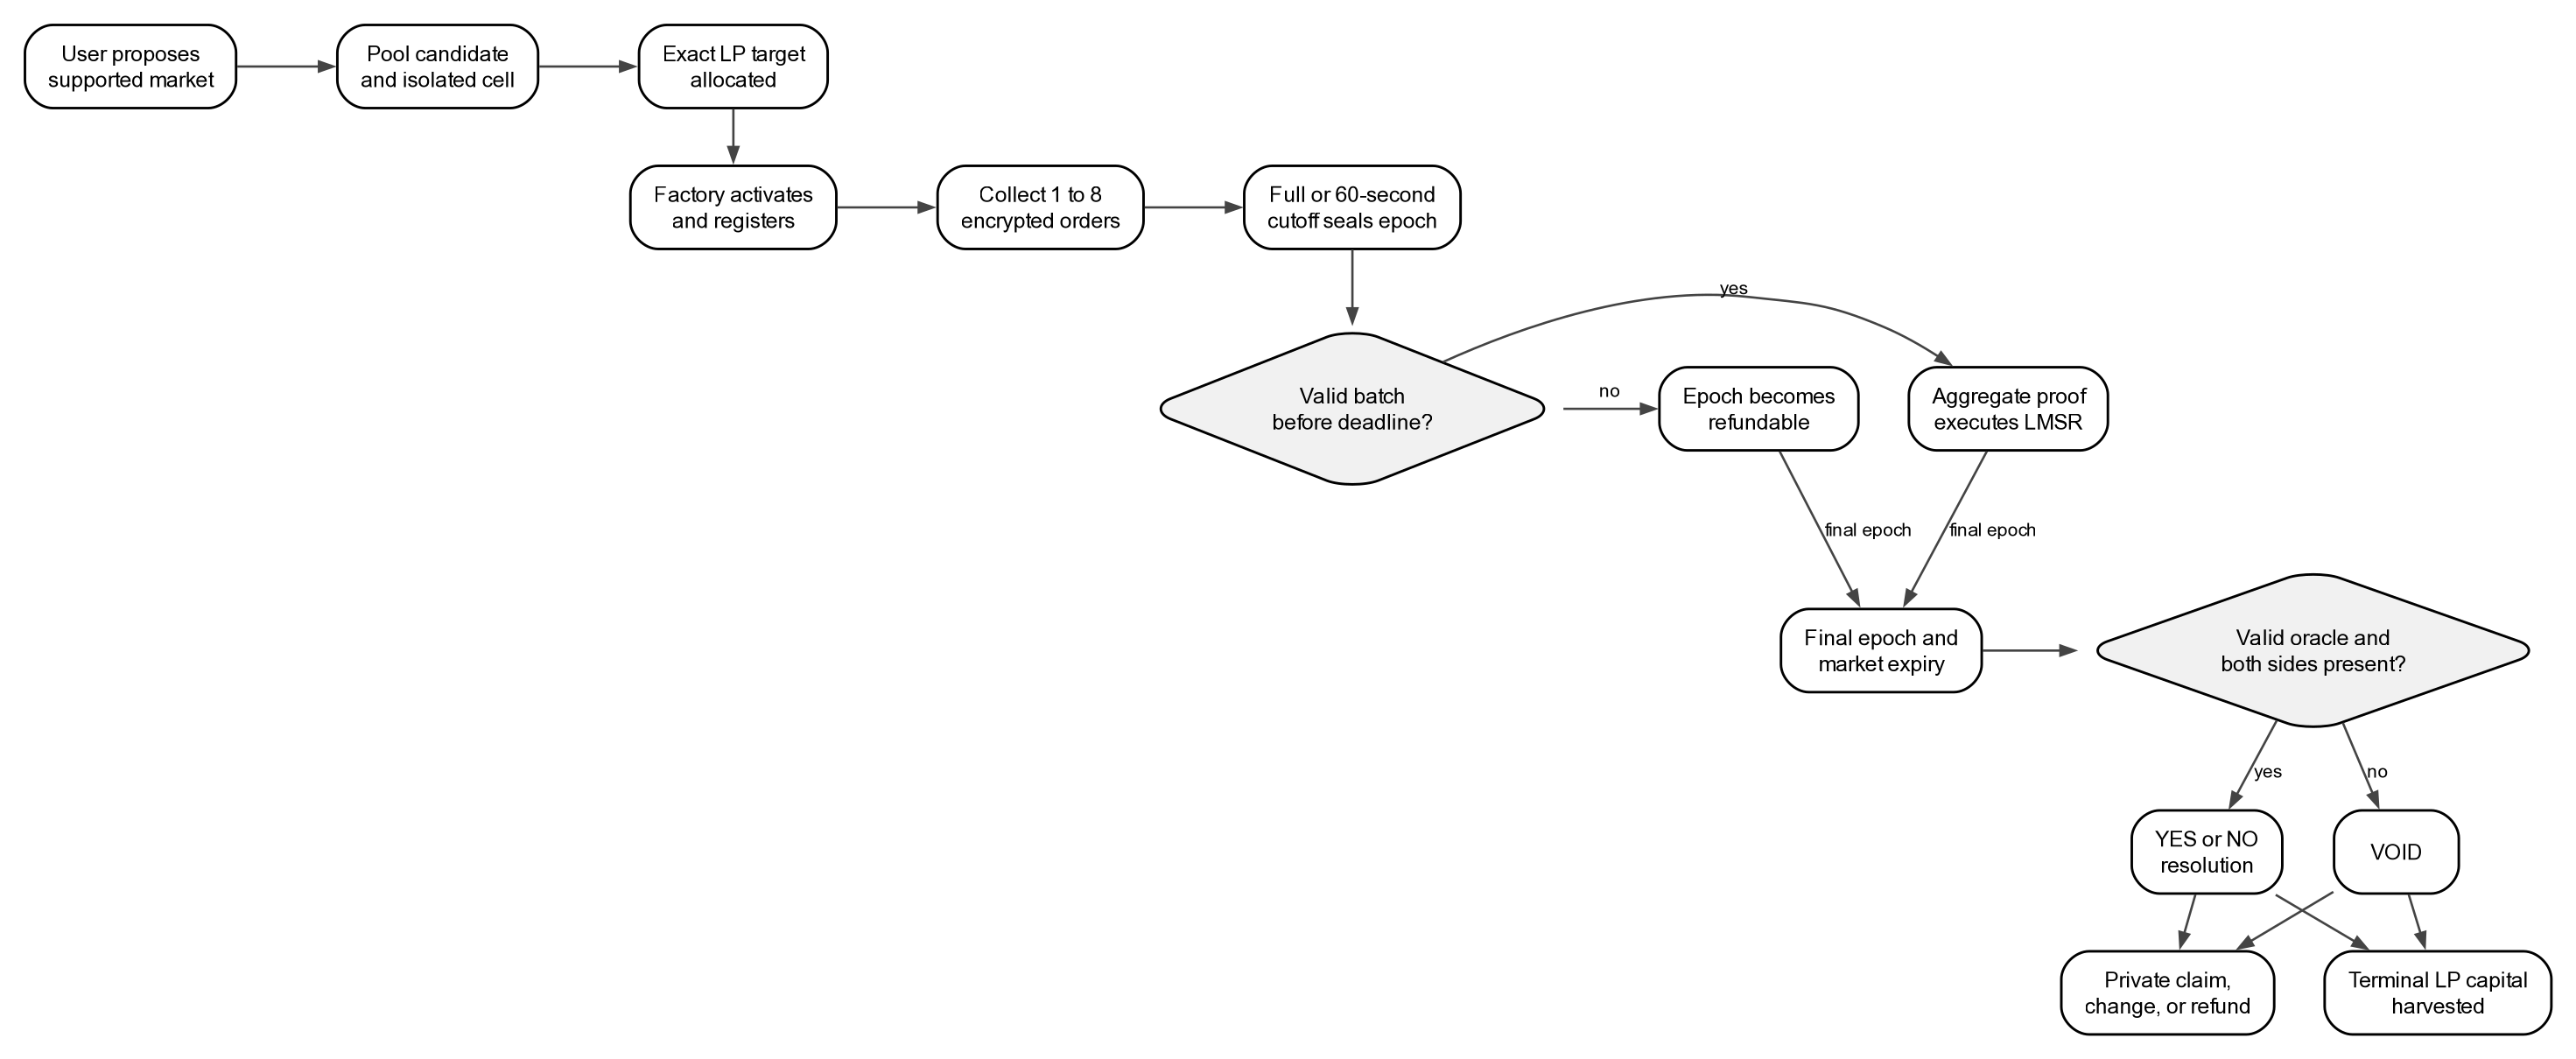 User proposes
supported market
Pool candidate
and isolated cell
Exact LP target
allocated
Factory activates
and registers
Collect 1 to 8
encrypted orders
Full or 60-second
cutoff seals epoch
yes
Valid batch
before deadline?
no
Epoch becomes
refundable
Aggregate proof
executes LMSR
final epoch
final epoch
Final epoch and
market expiry
Valid oracle and
both sides present?
yes
no
YES or NO
resolution
VOID
Private claim,
change, or refund
Terminal LP capital
harvested